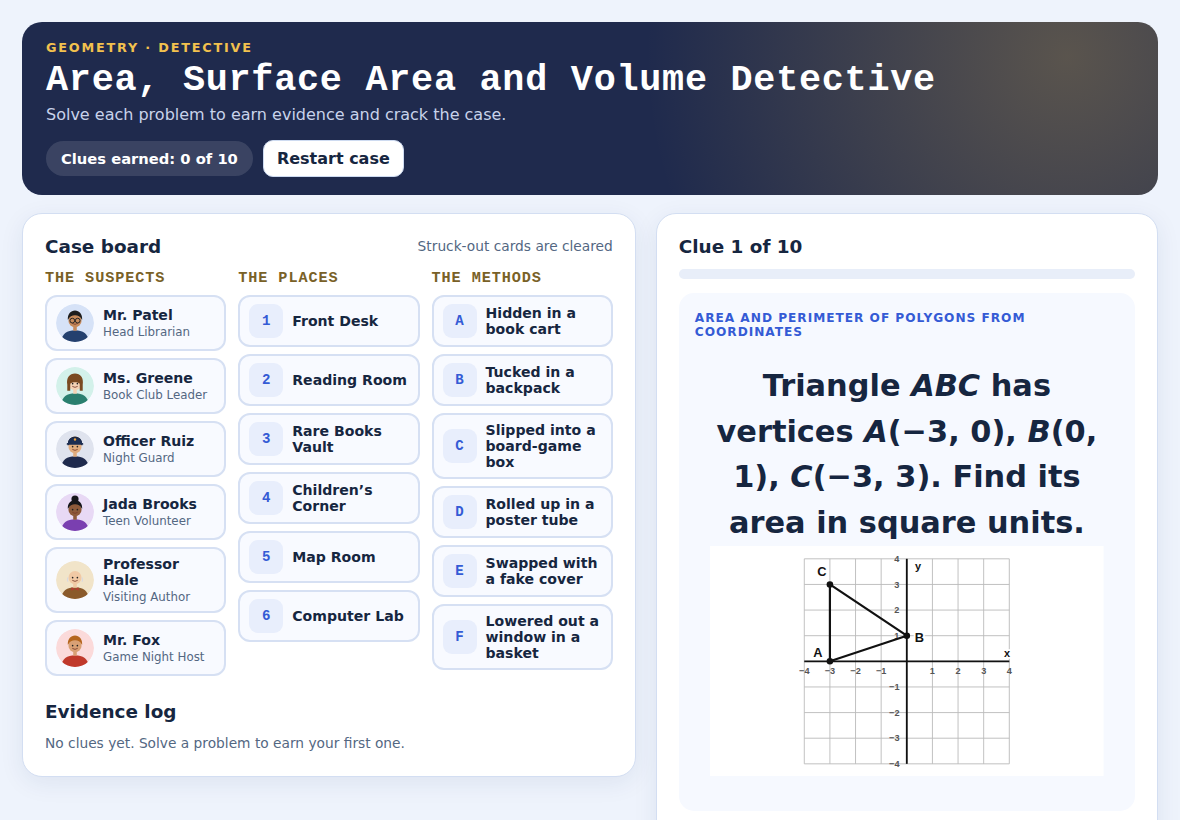 GEOMETRY · DETECTIVE
Area, Surface Area and Volume Detective
Solve each problem to earn evidence and crack the case.
Clues earned: 0 of 10
Restart case
Case board
Struck-out cards are cleared
THE SUSPECTS
Mr. Patel
Head Librarian
Ms. Greene
Book Club Leader
Officer Ruiz
Night Guard
Jada Brooks
Teen Volunteer
Professor
Hale
Visiting Author
Mr. Fox
Game Night Host
THE PLACES
1 Front Desk
2 Reading Room
3 Rare Books
Vault
4 Children’s
Corner
5 Map Room
6 Computer Lab
THE METHODS
A Hidden in a
book cart
B Tucked in a
backpack
C Slipped into a
board-game
box
D Rolled up in a
poster tube
E Swapped with
a fake cover
F Lowered out a
window in a
basket
Evidence log
No clues yet. Solve a problem to earn your first one.
Clue 1 of 10
AREA AND PERIMETER OF POLYGONS FROM
COORDINATES
Triangle ABC has
vertices A(−3, 0), B(0,
1), C(−3, 3). Find its
area in square units.
4
y
C
3
2
1
B
A
x
−4 −3 −2 −1 1 2 3 4
−1
−2
−3
−4